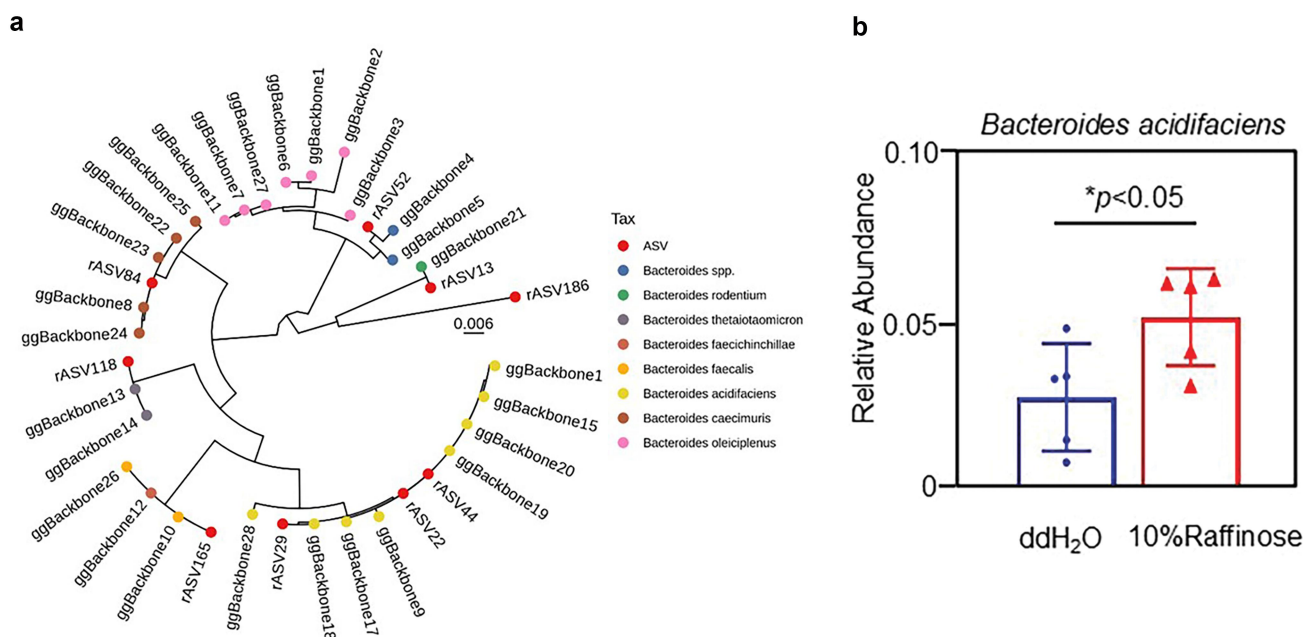 a
b
ggBackbone2
ggBackbone1
ggBackbone6
ggBackbone27
ggBackbone7
ggBackbone11
ggBackbone25
ggBackbone22
ggBackbone23
rASV84
ggBackbone8
ggBackbone24
rASV118
ggBackbone13
ggBackbone14
ggBackbone26
ggBackbone12
ggBackbone10
rASV165
ggBackbone28
rASV29
ggBackbone18
ggBackbone17
ggBackbone9
rASV22
rASV44
ggBackbone19
ggBackbone20
ggBackbone15
ggBackbone1
rASV186
rASV13
ggBackbone21
ggBackbone5
ggBackbone4
rASV52
ggBackbone3
0.006
Tax
ASV
Bacteroides spp.
Bacteroides rodentium
Bacteroides thetaiotaomicron
Bacteroides faecichinchillae
Bacteroides faecalis
Bacteroides acidifaciens
Bacteroides caecimuris
Bacteroides oleiciplenus
Bacteroides acidifaciens
0.10
*p<0.05
Relative Abundance
0.05
0
ddH₂O
10%Raffinose